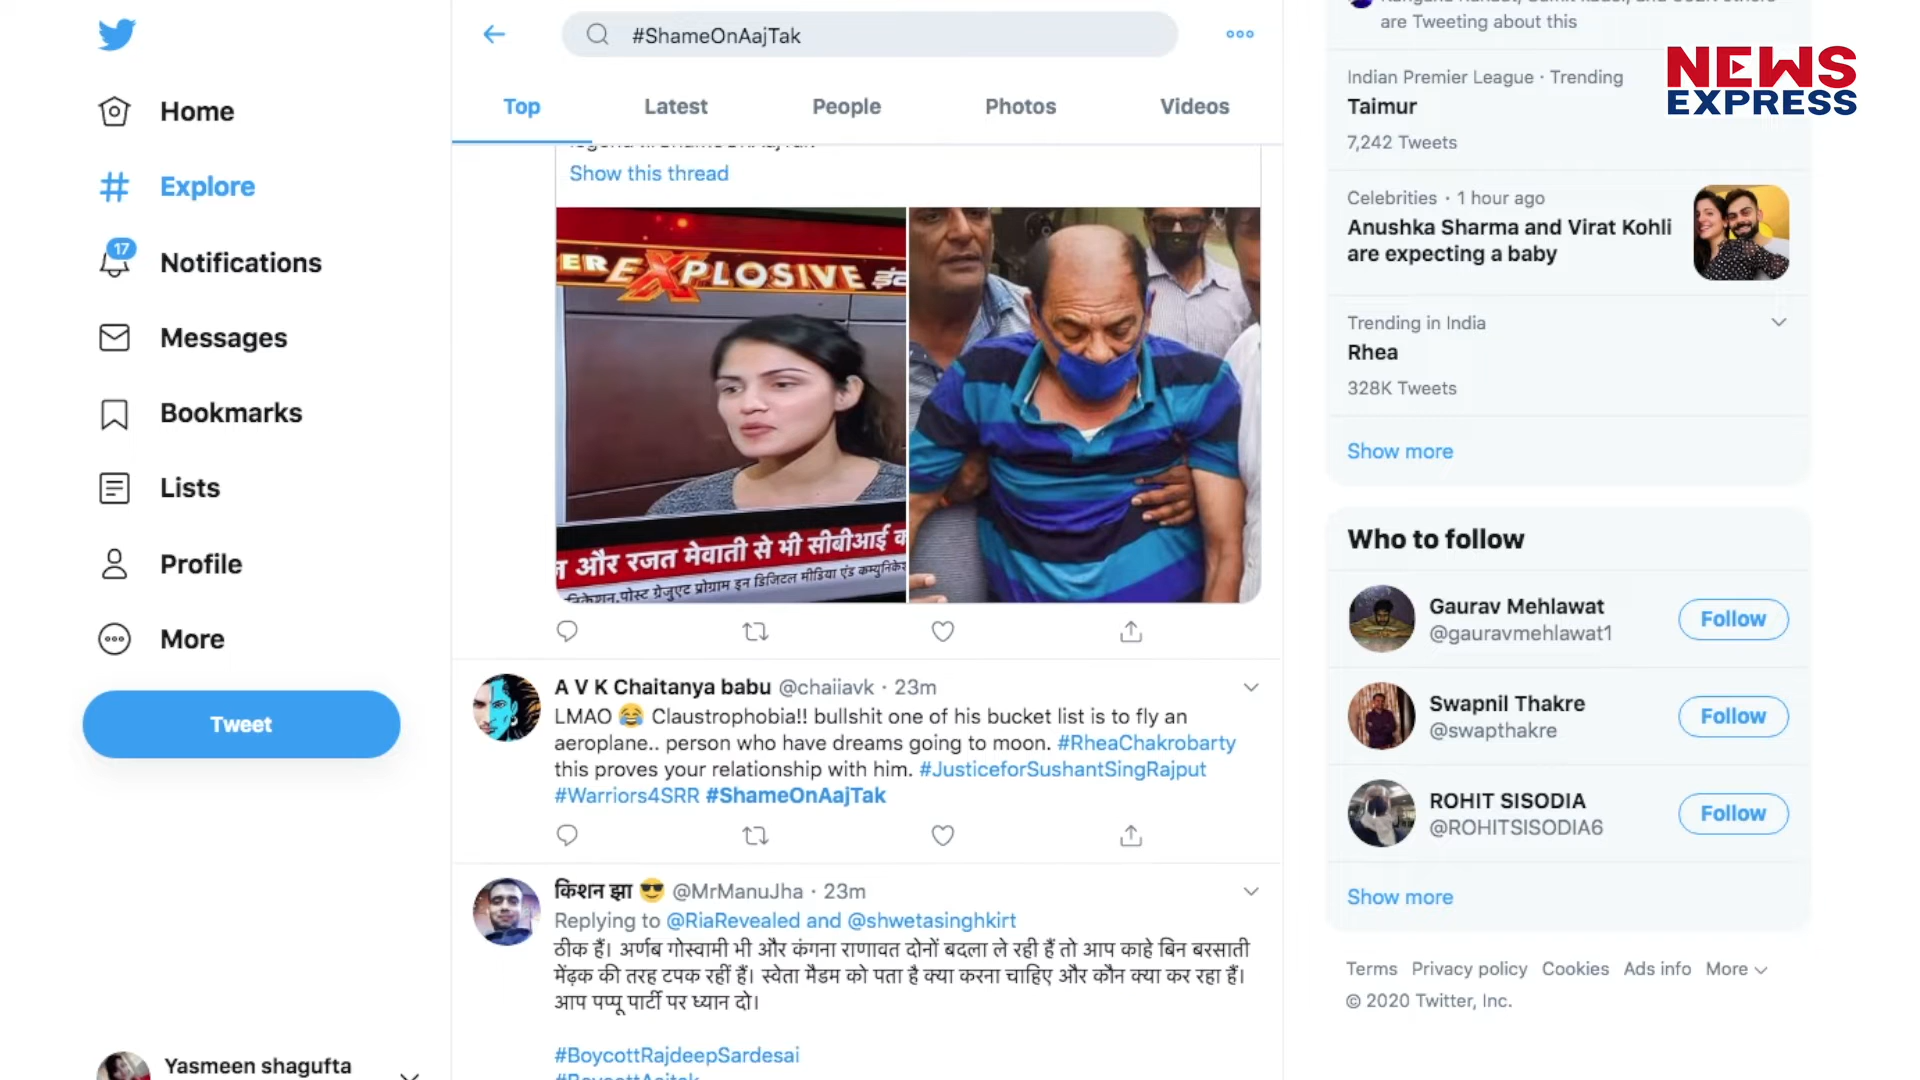 Home
Explore
17
Notifications
Messages
Bookmarks
Lists
Profile
More
Tweet
Yasmeen shagufta
#ShameOnAajTak
Top
Latest
People
Photos
Videos
Show this thread
ER EXPLOSIVE
और रजत मेवाती से भी सीबीआई
पोस्ट ग्रेजुएट प्रोग्राम इन डिजिटल मीडिया एंड
A V K Chaitanya babu @chaiiavk · 23m
LMAO 😂 Claustrophobia!! bullshit one of his bucket list is to fly an
aeroplane.. person who have dreams going to moon. #RheaChakrobarty
this proves your relationship with him. #JusticeforSushantSingRajput
#Warriors4SRR #ShameOnAajTak
किशन झा 😎 @MrManuJha · 23m
Replying to @RiaRevealed and @shwetasinghkirt
ठीक हैं। अर्णब गोस्वामी भी और कंगना राणावत दोनों बदला ले रही हैं तो आप काहे बिन बरसाती
मेंढ़क की तरह टपक रहीं हैं। स्वेता मैडम को पता है क्या करना चाहिए और कौन क्या कर रहा हैं।
आप पप्पू पार्टी पर ध्यान दो।
#BoycottRajdeepSardesai
are Tweeting about this
Indian Premier League · Trending
Taimur
7,242 Tweets
Celebrities · 1 hour ago
Anushka Sharma and Virat Kohli
are expecting a baby
Trending in India
Rhea
328K Tweets
Show more
Who to follow
Gaurav Mehlawat
@gauravmehlawat1
Follow
Swapnil Thakre
@swapthakre
Follow
ROHIT SISODIA
@ROHITSISODIA6
Follow
Show more
Terms Privacy policy Cookies Ads info More
© 2020 Twitter, Inc.
NEWS
EXPRESS